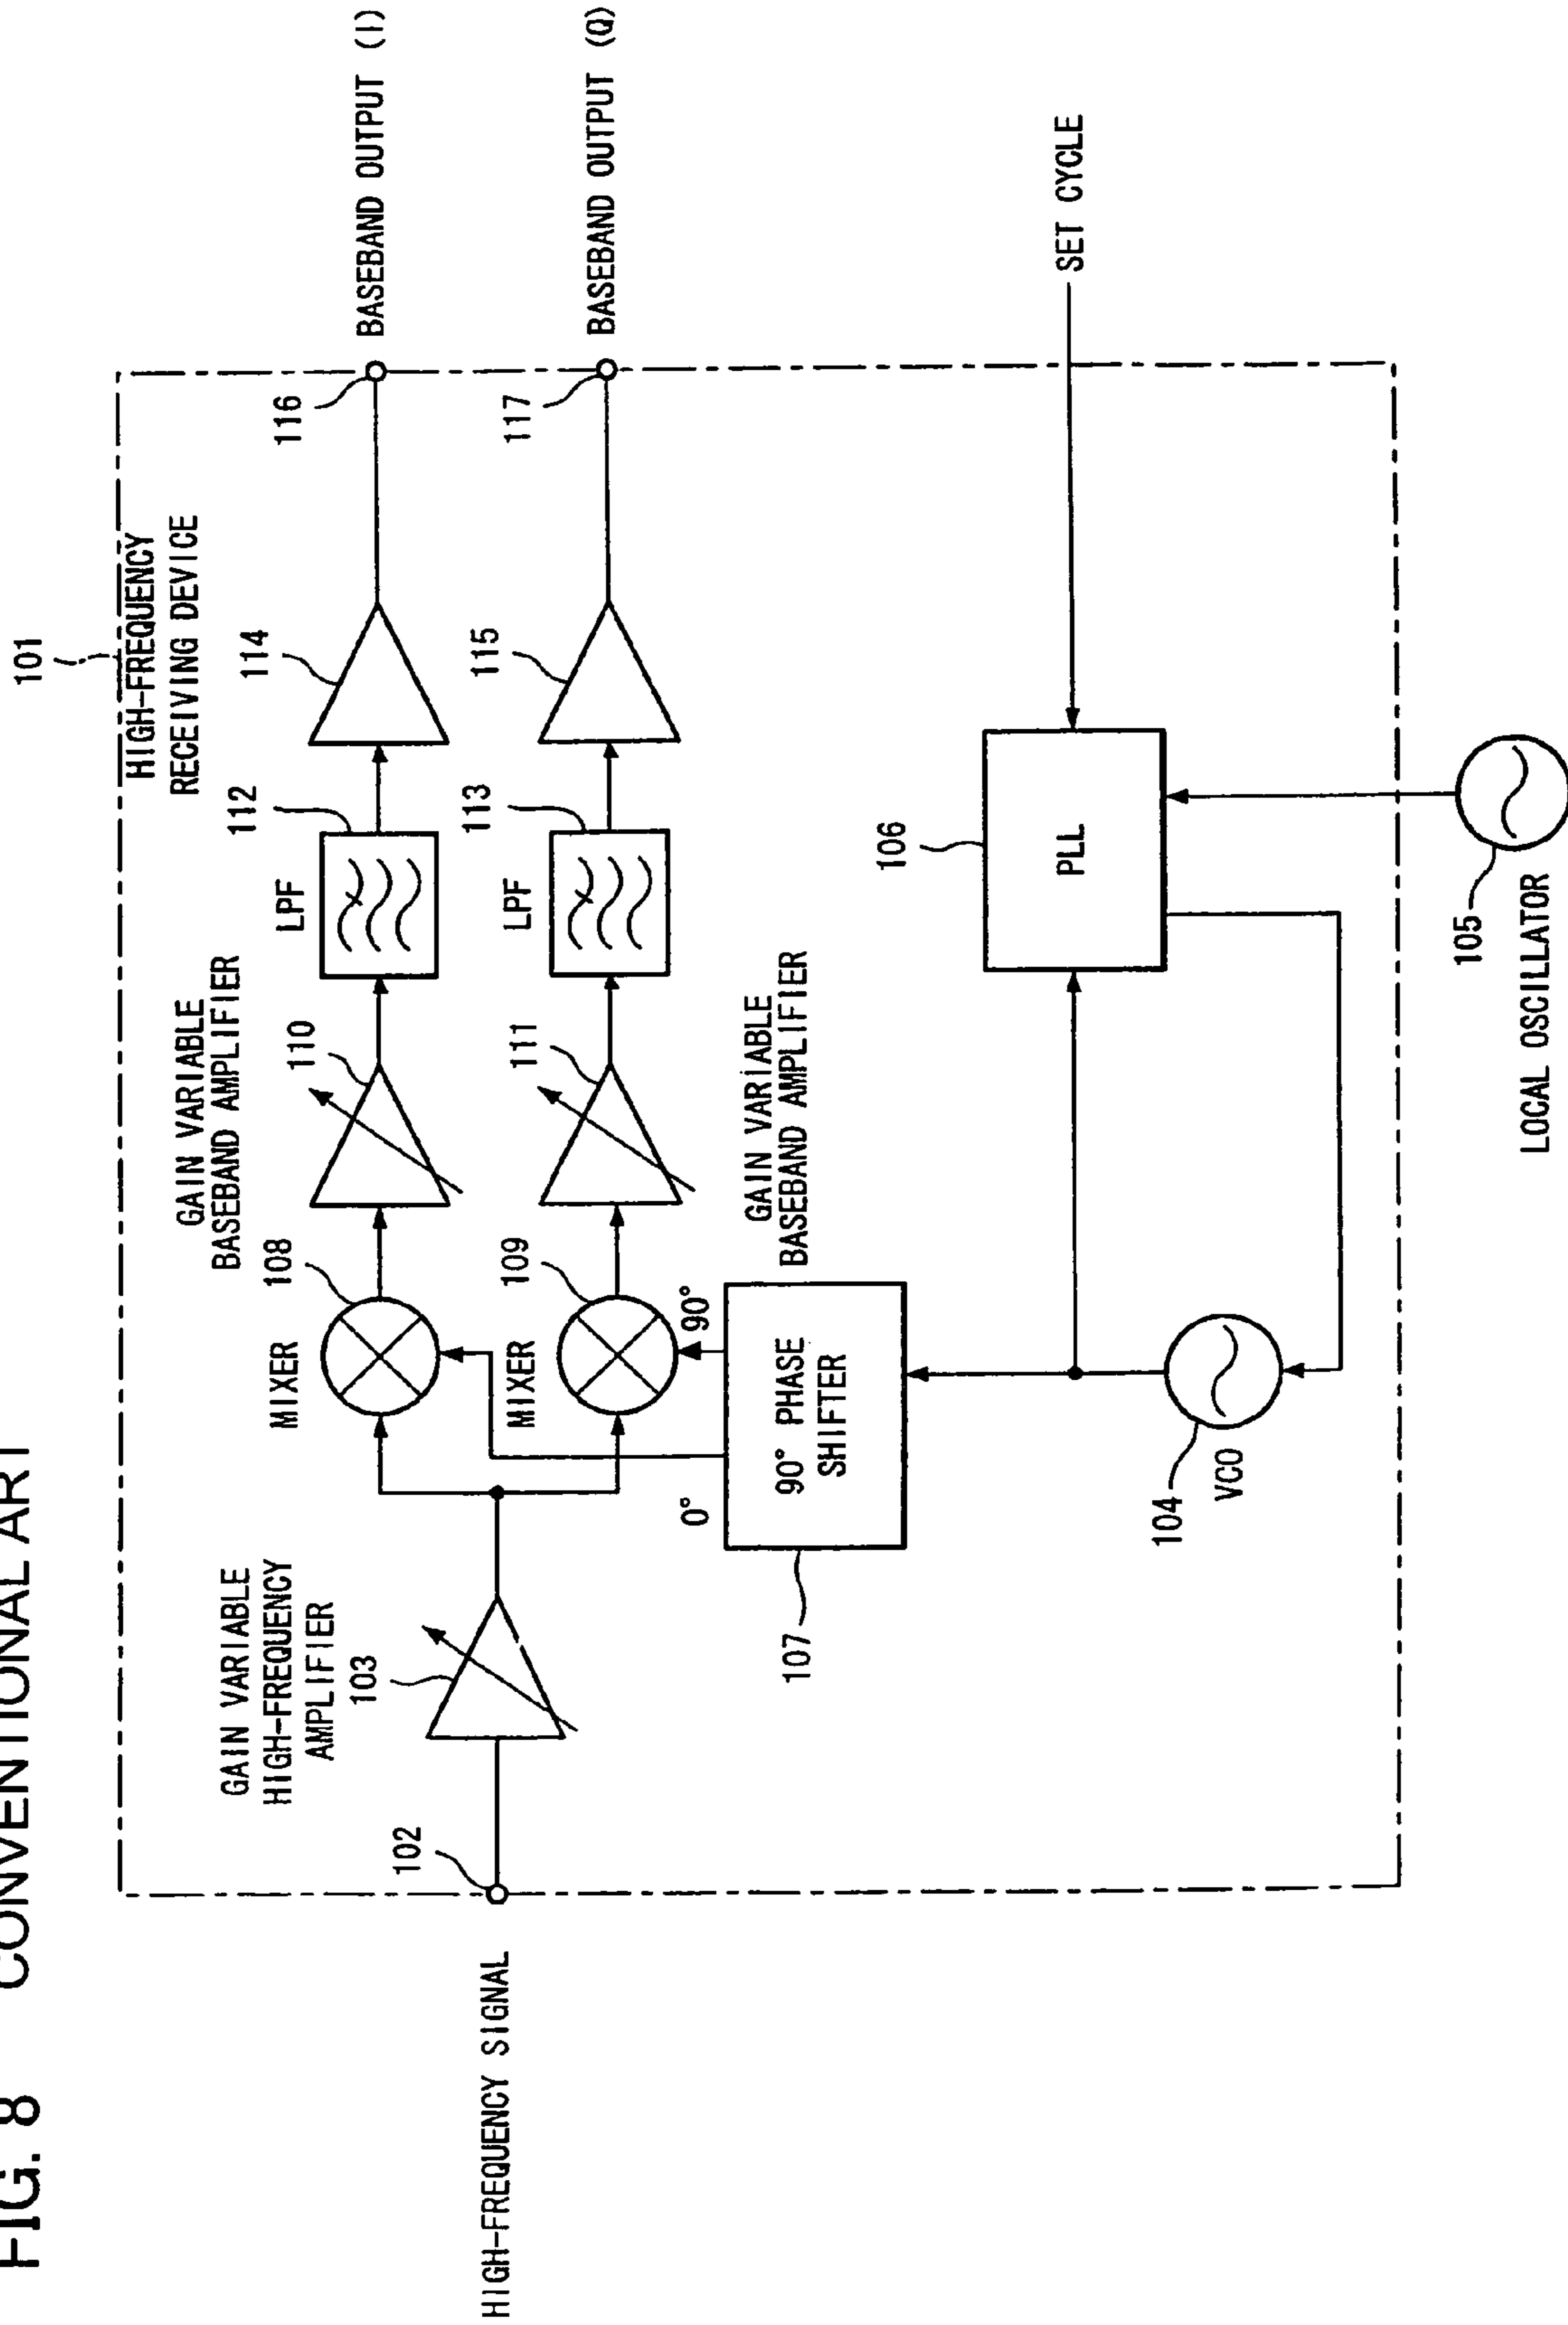 FIG. 8 CONVENTIONAL ART
101
HIGH-FREQUENCY
RECEIVING DEVICE
HIGH-FREQUENCY SIGNAL
102
GAIN VARIABLE
HIGH-FREQUENCY
AMPLIFIER
103
MIXER
108
GAIN VARIABLE
BASEBAND AMPLIFIER
110
LPF
112
114
116
BASEBAND OUTPUT (I)
MIXER
109
111
LPF
113
115
117
BASEBAND OUTPUT (Q)
0°
90°
GAIN VARIABLE
BASEBAND AMPLIFIER
90° PHASE
SHIFTER
107
106
PLL
SET CYCLE
104
VCO
105
LOCAL OSCILLATOR